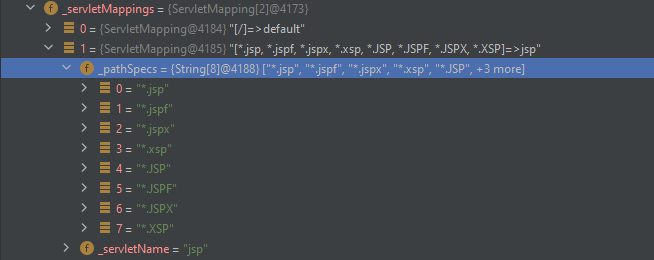 _servletMappings = {ServletMapping[2]@4173}
0 = {ServletMapping@4184} "[/]=>default"
1 = {ServletMapping@4185} "[*.jsp, *.jspf, *.jspx, *.xsp, *.JSP, *.JSPF, *.JSPX, *.XSP]=>jsp"
f _pathSpecs = {String[8]@4188} ["*.jsp", "*.jspf", "*.jspx", "*.xsp", "*.JSP", +3 more]
0 = "*.jsp"
1 = "*.jspf"
2 = "*.jspx"
3 = "*.xsp"
4 = "*.JSP"
5 = "*.JSPF"
6 = "*.JSPX"
7 = "*.XSP"
f _servletName = "jsp"